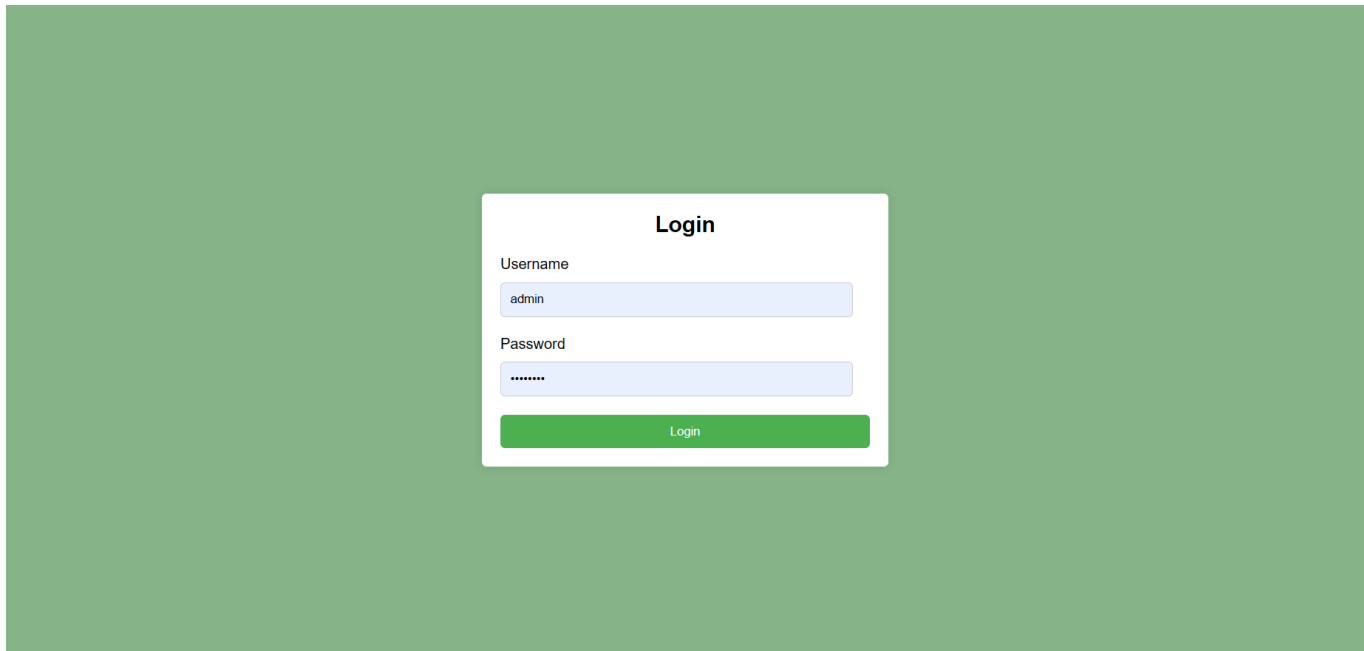 Login
Username
admin
Password
••••••••
Login